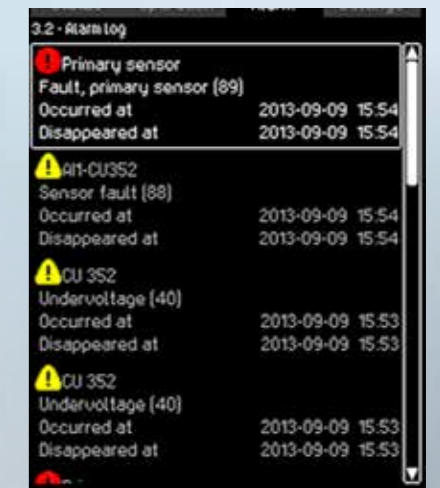 3.2 - Alarm log
Primary sensor
Fault, primary sensor (89)
Occurred at 2013-09-09 15:54
Disappeared at 2013-09-09 15:54
AI1-CU352
Sensor fault (88)
Occurred at 2013-09-09 15:54
Disappeared at 2013-09-09 15:54
CU 352
Undervoltage (40)
Occurred at 2013-09-09 15:53
Disappeared at 2013-09-09 15:53
CU 352
Undervoltage (40)
Occurred at 2013-09-09 15:53
Disappeared at 2013-09-09 15:53